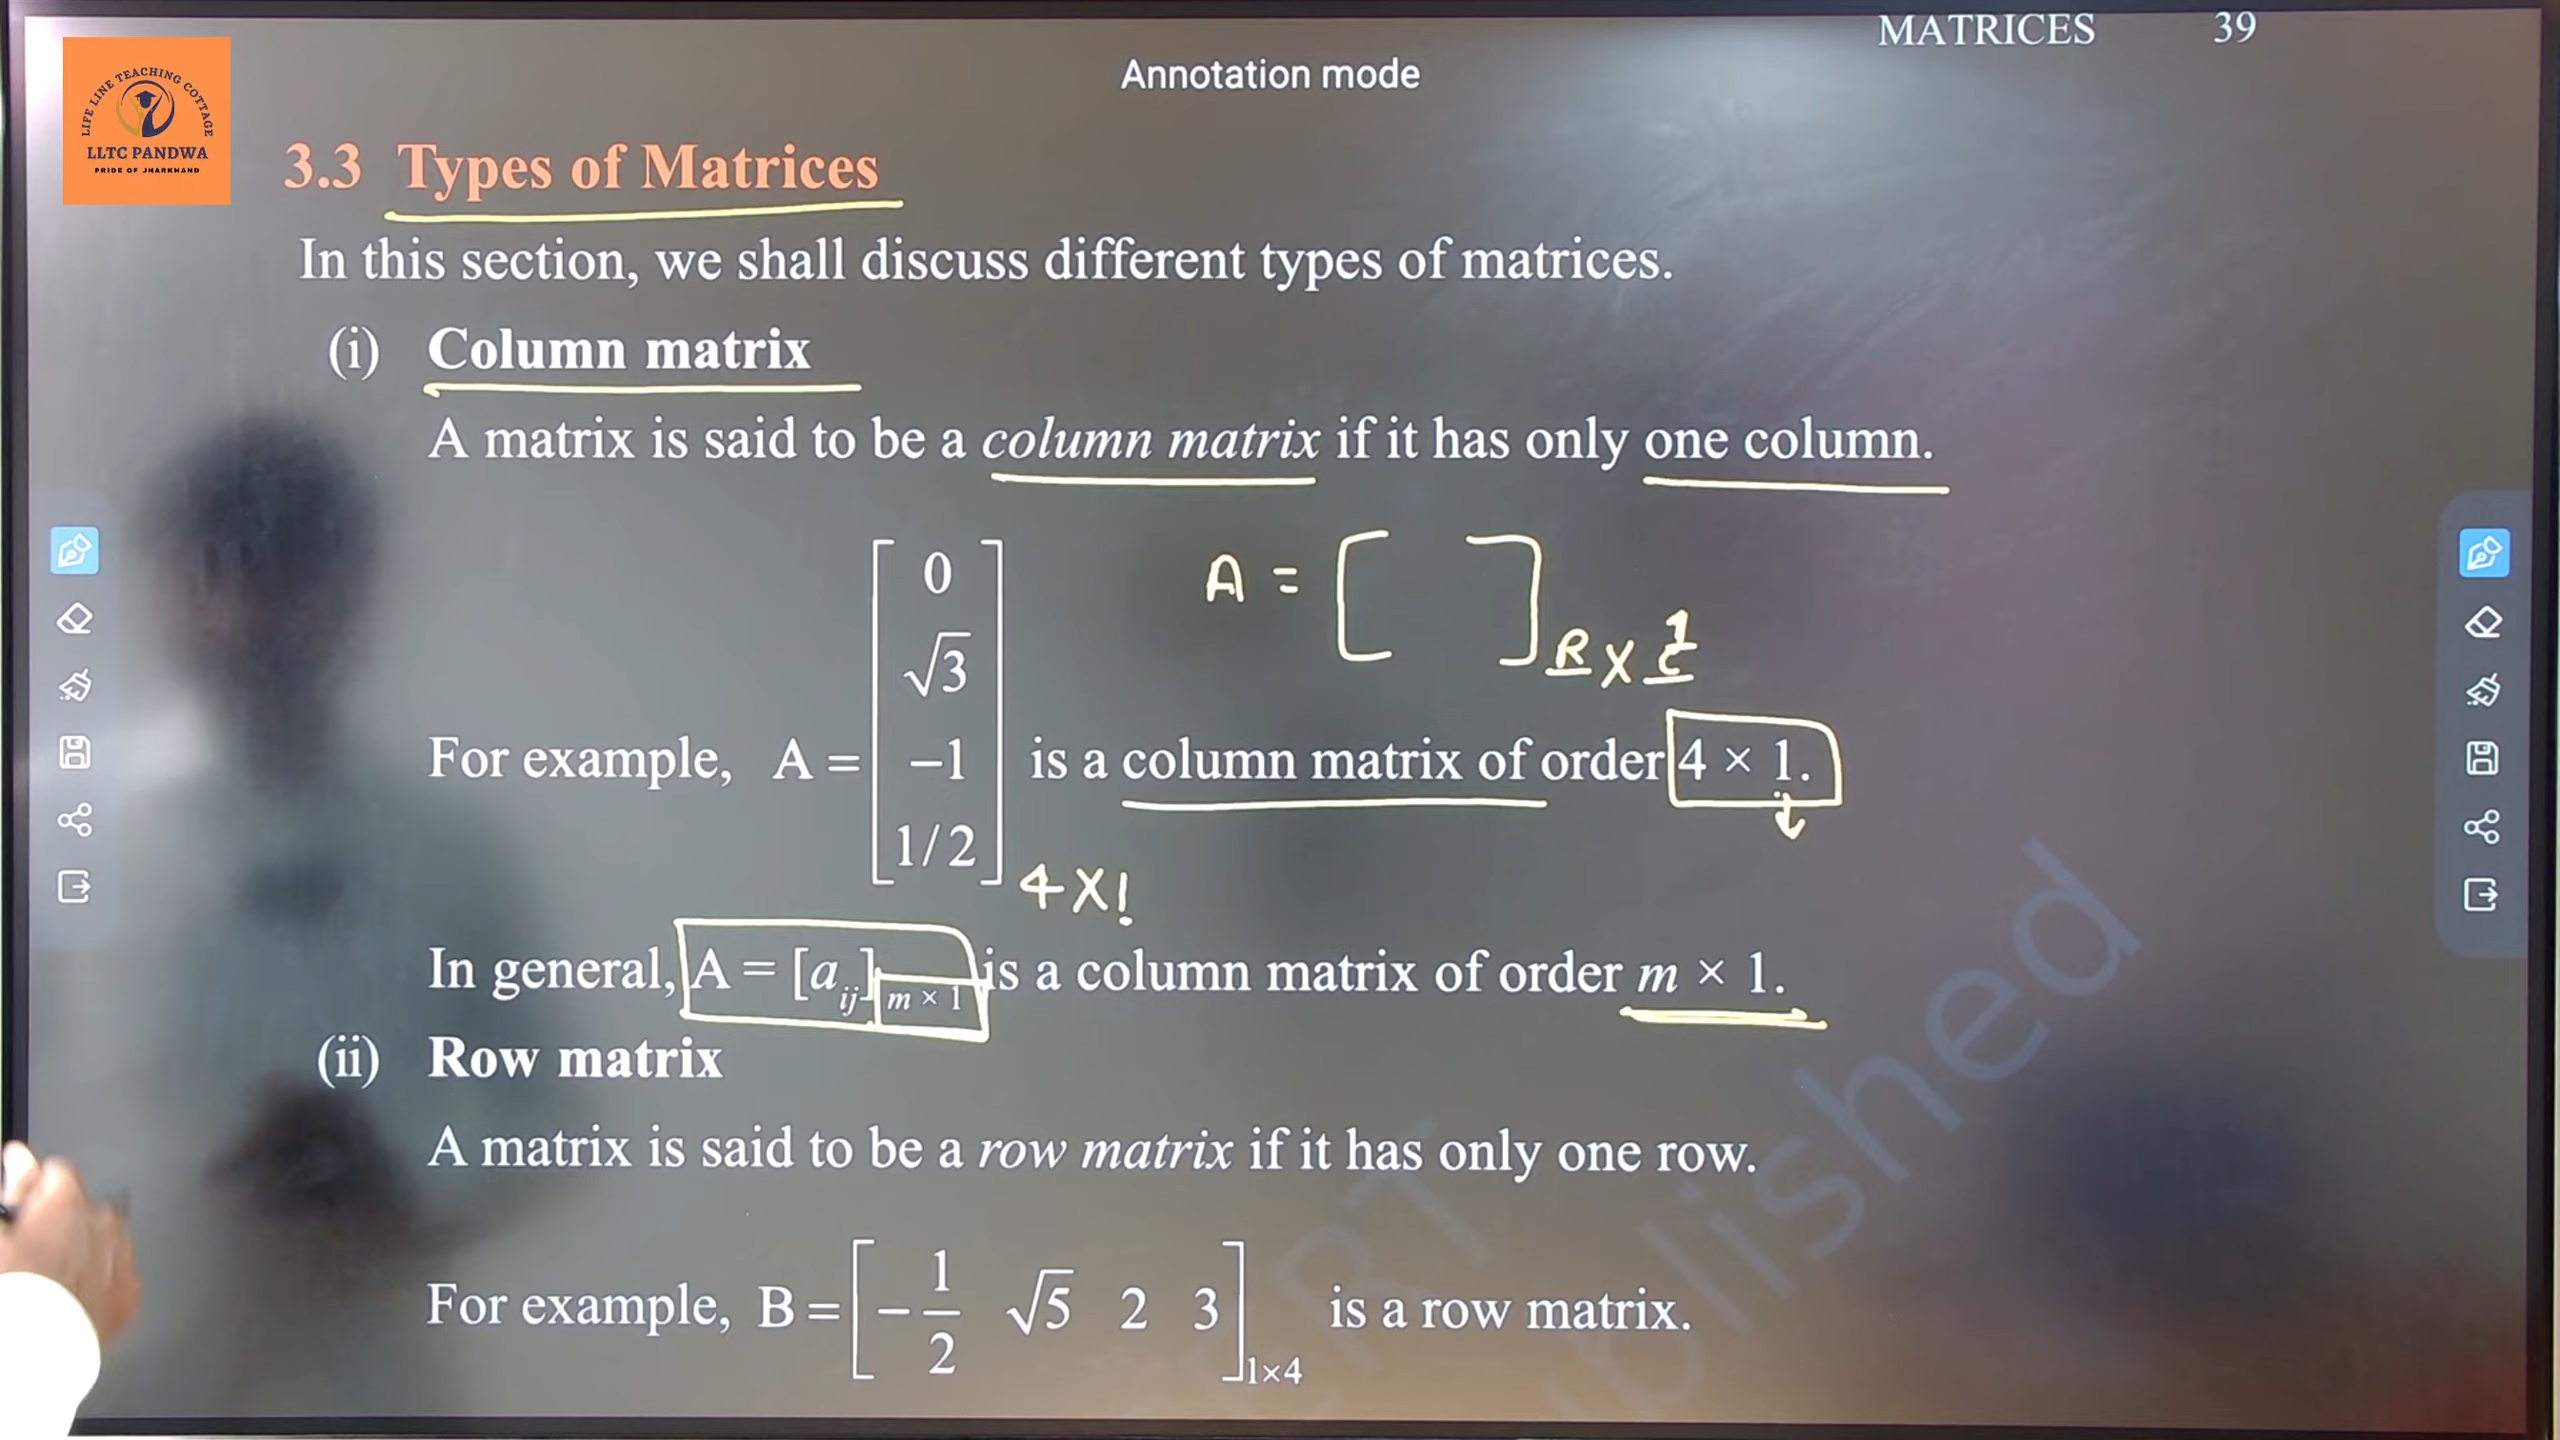 MATRICES 39
Annotation mode
LIFE LINE TEACHING COTTAGE
LLTC PANDWA
PRIDE OF JHARKHAND
3.3 Types of Matrices
In this section, we shall discuss different types of matrices.
(i) Column matrix
A matrix is said to be a column matrix if it has only one column.
A = [ ] R X 1
0
√3
For example, A = −1 is a column matrix of order 4 × 1.
1/2
4X1
In general, A = [aij] m × 1 is a column matrix of order m × 1.
(ii) Row matrix
A matrix is said to be a row matrix if it has only one row.
For example, B = [−1/2 √5 2 3] 1×4 is a row matrix.